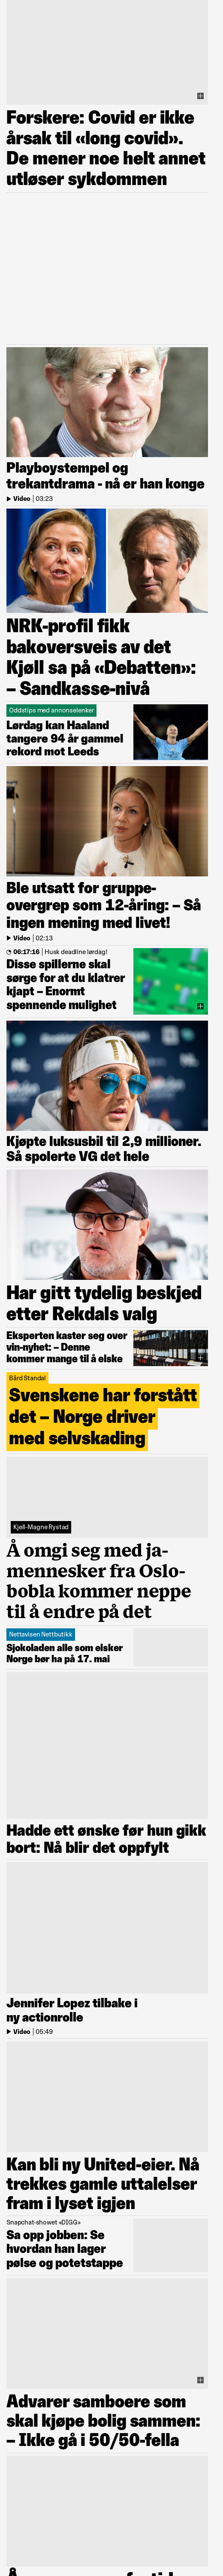 Forskere: Covid er ikke
årsak til «long covid».
De mener noe helt annet
utløser sykdommen
Playboystempel og
trekantdrama - nå er han konge
Video | 03:23
NRK-profil fikk
bakoversveis av det
Kjøll sa på «Debatten»:
– Sandkasse-nivå
Oddstips med annonselenker
Lørdag kan Haaland
tangere 94 år gammel
rekord mot Leeds
Ble utsatt for gruppe-
overgrep som 12-åring: – Så
ingen mening med livet!
Video | 02:13
06:17:16 | Husk deadline lørdag!
Disse spillerne skal
sørge for at du klatrer
kjapt – Enormt
spennende mulighet
Kjøpte luksusbil til 2,9 millioner.
Så spolerte VG det hele
Har gitt tydelig beskjed
etter Rekdals valg
Eksperten kaster seg over
vin-nyhet: – Denne
kommer mange til å elske
Bård Standal
Svenskene har forstått
det – Norge driver
med selvskading
Kjell-Magne Rystad
Å omgi seg med ja-
mennesker fra Oslo-
bobla kommer neppe
til å endre på det
Nettavisen Nettbutikk
Sjokoladen alle som elsker
Norge bør ha på 17. mai
Hadde ett ønske før hun gikk
bort: Nå blir det oppfylt
Jennifer Lopez tilbake i
ny actionrolle
Video | 05:49
Kan bli ny United-eier. Nå
trekkes gamle uttalelser
fram i lyset igjen
Snapchat-showet «DIGG»
Sa opp jobben: Se
hvordan han lager
pølse og potetstappe
Advarer samboere som
skal kjøpe bolig sammen:
– Ikke gå i 50/50-fella